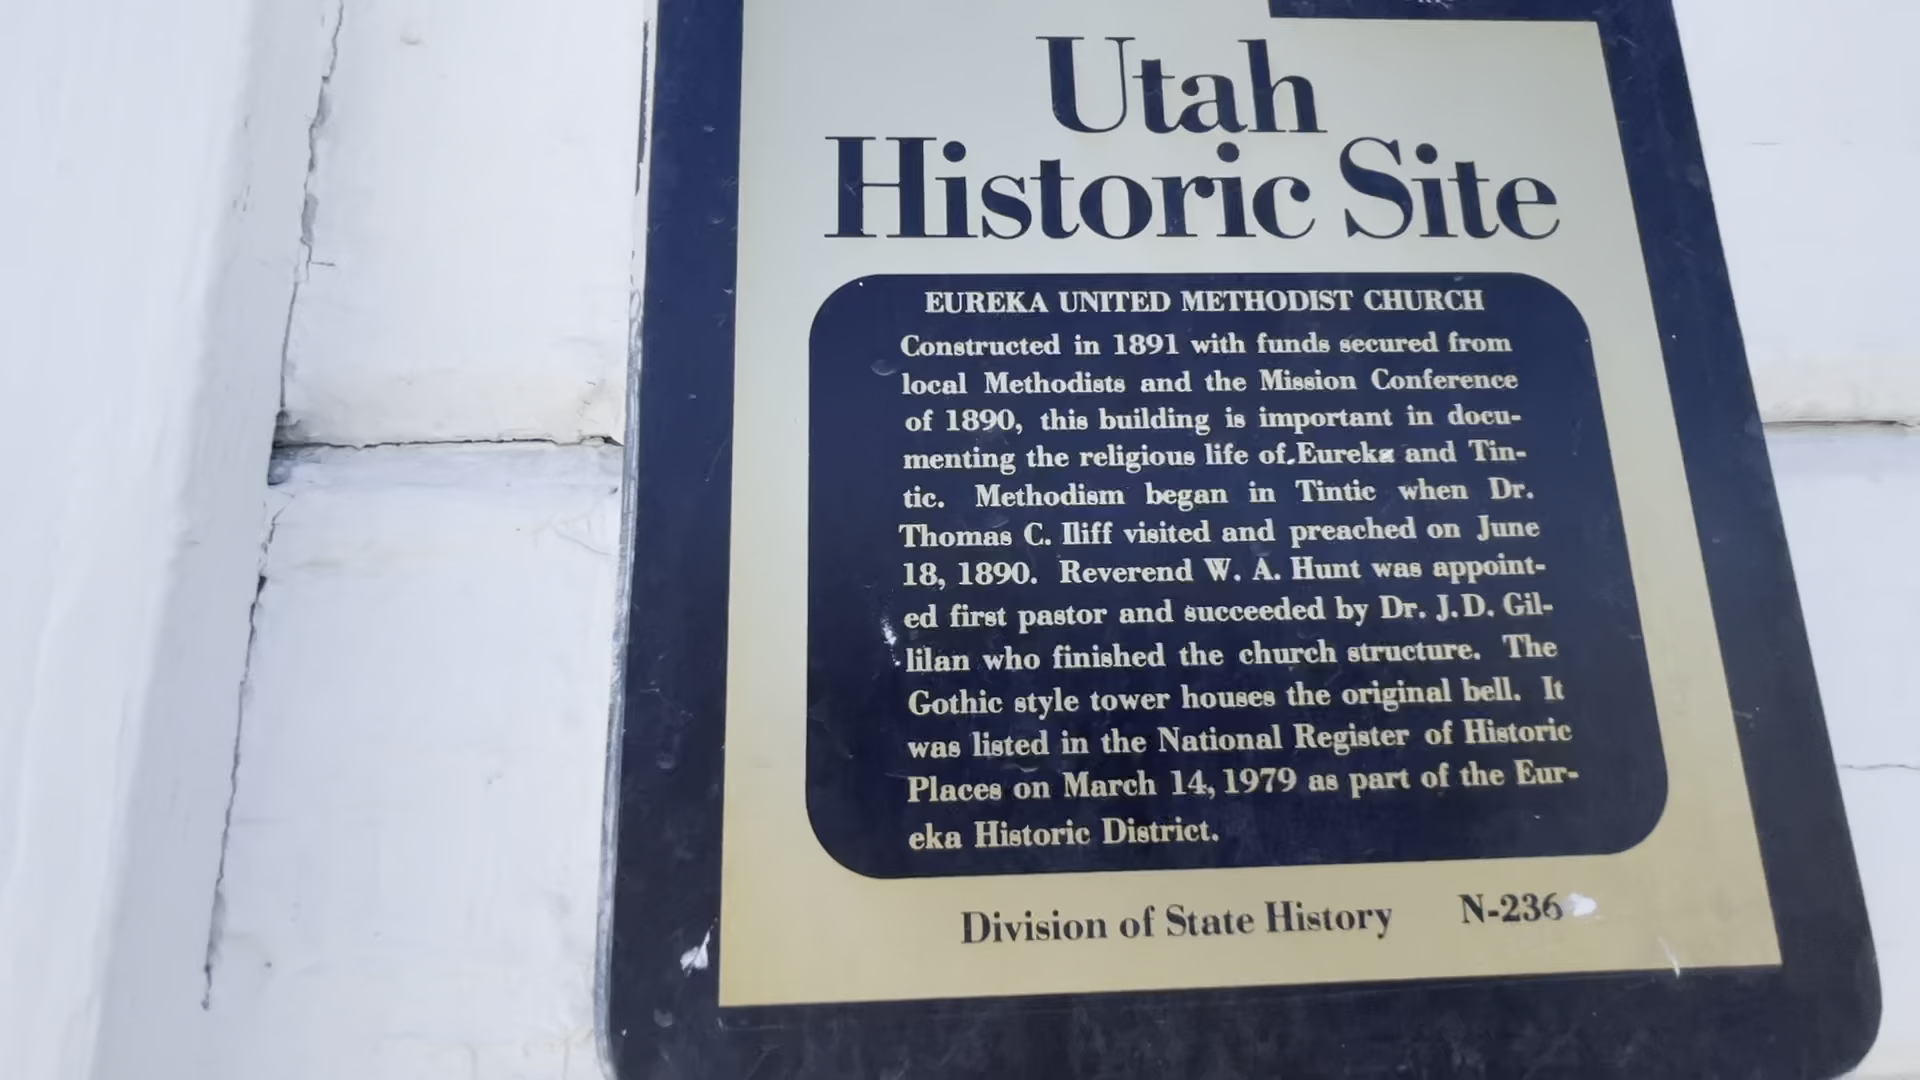 Utah
Historic Site
EUREKA UNITED METHODIST CHURCH
Constructed in 1891 with funds secured from
local Methodists and the Mission Conference
of 1890, this building is important in docu-
menting the religious life of Eureka and Tin-
tic. Methodism began in Tintic when Dr.
Thomas C. Iliff visited and preached on June
18, 1890. Reverend W. A. Hunt was appoint-
ed first pastor and succeeded by Dr. J. D. Gil-
lilan who finished the church structure. The
Gothic style tower houses the original bell. It
was listed in the National Register of Historic
Places on March 14, 1979 as part of the Eur-
eka Historic District.
Division of State History N-236